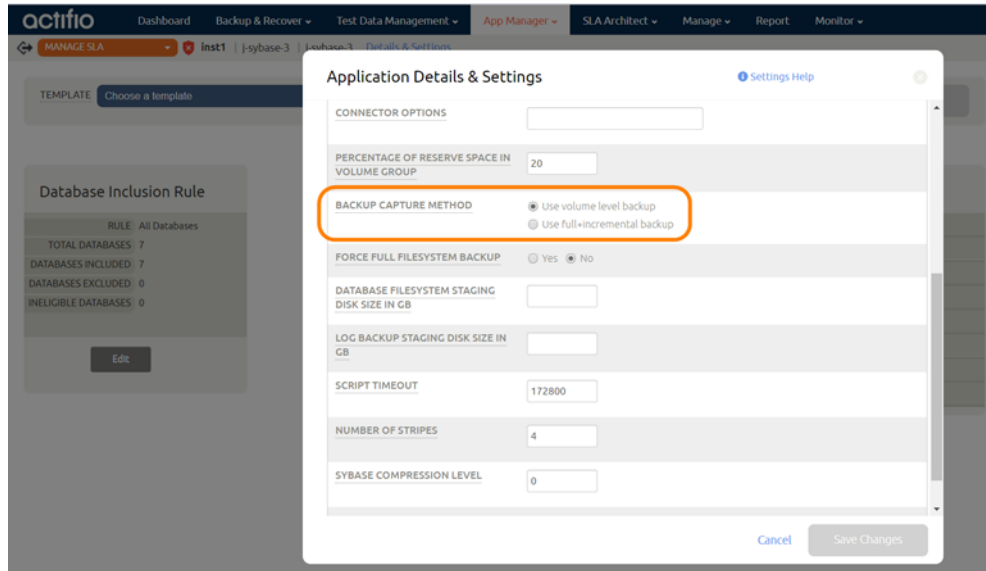 actifio
Dashboard Backup & Recover Test Data Management App Manager SLA Architect Manage Report Monitor
MANAGE SLA inst1 | j-sybase-3 | j-sybase-3 Details & Settings
Application Details & Settings Settings Help
TEMPLATE Choose a template
Database Inclusion Rule
RULE All Databases
TOTAL DATABASES 7
DATABASES INCLUDED 7
DATABASES EXCLUDED 0
INELIGIBLE DATABASES 0
Edit
CONNECTOR OPTIONS
PERCENTAGE OF RESERVE SPACE IN
VOLUME GROUP
20
BACKUP CAPTURE METHOD
Use volume level backup
Use full+incremental backup
FORCE FULL FILESYSTEM BACKUP Yes No
DATABASE FILESYSTEM STAGING
DISK SIZE IN GB
LOG BACKUP STAGING DISK SIZE IN
GB
SCRIPT TIMEOUT 172800
NUMBER OF STRIPES 4
SYBASE COMPRESSION LEVEL 0
Cancel Save Changes